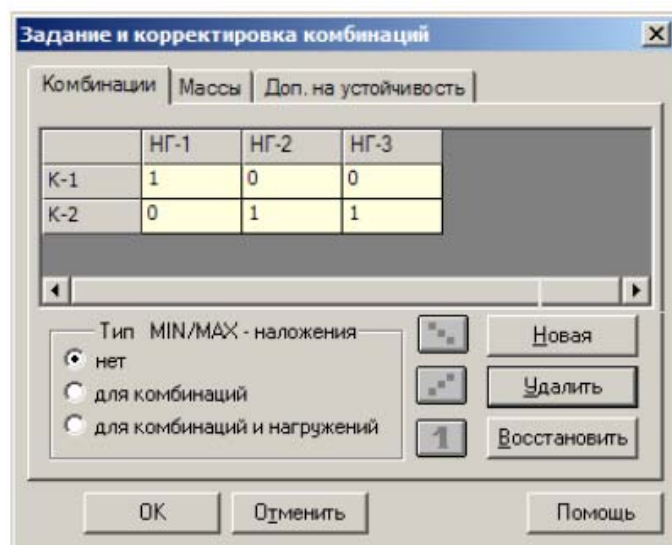 Задание и корректировка комбинаций
Комбинации Массы Доп. на устойчивость
НГ-1 НГ-2 НГ-3
К-1 1 0 0
К-2 0 1 1
Тип MIN/MAX - наложения
нет
для комбинаций
для комбинаций и нагружений
1
Новая
Удалить
Восстановить
ОК Отменить Помощь